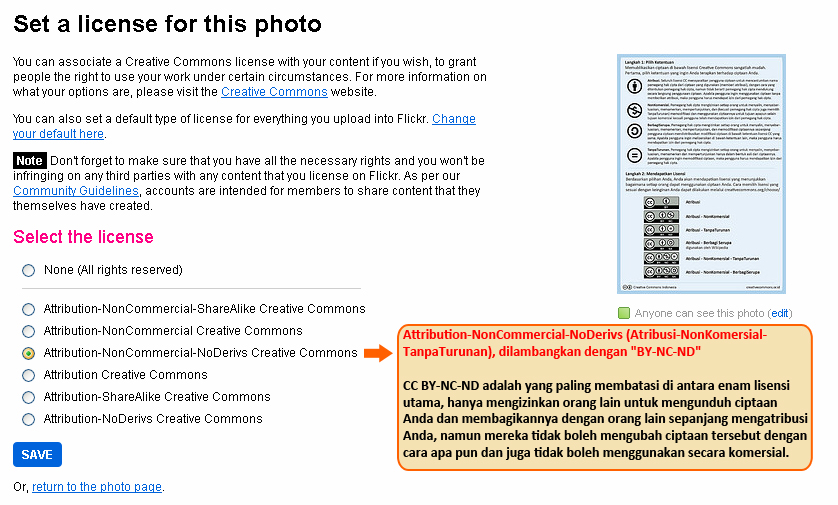 Set a license for this photo
You can associate a Creative Commons license with your content if you wish, to grant
people the right to use your work under certain circumstances. For more information on
what your options are, please visit the Creative Commons website.
You can also set a default type of license for everything you upload into Flickr. Change
your default here.
Note Don't forget to make sure that you have all the necessary rights and you won't be
infringing on any third parties with any content that you license on Flickr. As per our
Community Guidelines, accounts are intended for members to share content that they
themselves have created.
Select the license
None (All rights reserved)
Attribution-NonCommercial-ShareAlike Creative Commons
Attribution-NonCommercial Creative Commons
Attribution-NonCommercial-NoDerivs Creative Commons
Attribution Creative Commons
Attribution-ShareAlike Creative Commons
Attribution-NoDerivs Creative Commons
SAVE
Or, return to the photo page.
Langkah 1: Pilih Ketentuan
Langkah 2: Mendapatkan Lisensi
Atribusi
Atribusi - NonKomersial
Atribusi - TanpaTurunan
Atribusi - Berbagi Serupa
digunakan oleh Wikipedia
Atribusi - NonKomersial - TanpaTurunan
Atribusi - NonKomersial - BerbagiSerupa
Creative Commons Indonesia
creativecommons.or.id
Anyone can see this photo (edit)
Attribution-NonCommercial-NoDerivs (Atribusi-NonKomersial-
TanpaTurunan), dilambangkan dengan "BY-NC-ND"
CC BY-NC-ND adalah yang paling membatasi di antara enam lisensi
utama, hanya mengizinkan orang lain untuk mengunduh ciptaan
Anda dan membagikannya dengan orang lain sepanjang mengatribusi
Anda, namun mereka tidak boleh mengubah ciptaan tersebut dengan
cara apa pun dan juga tidak boleh menggunakan secara komersial.